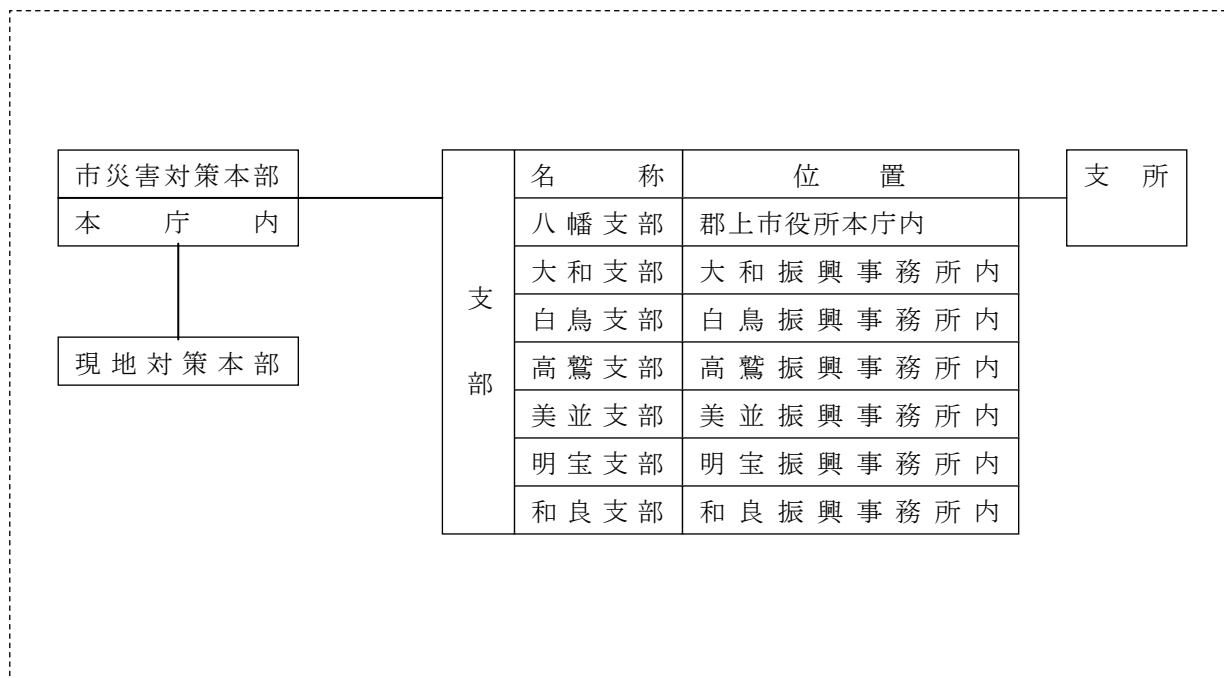 市災害対策本部
本庁内
現地対策本部
支部
名称 位置
八幡支部 郡上市役所本庁内
大和支部 大和振興事務所内
白鳥支部 白鳥振興事務所内
高鷲支部 高鷲振興事務所内
美並支部 美並振興事務所内
明宝支部 明宝振興事務所内
和良支部 和良振興事務所内
支所